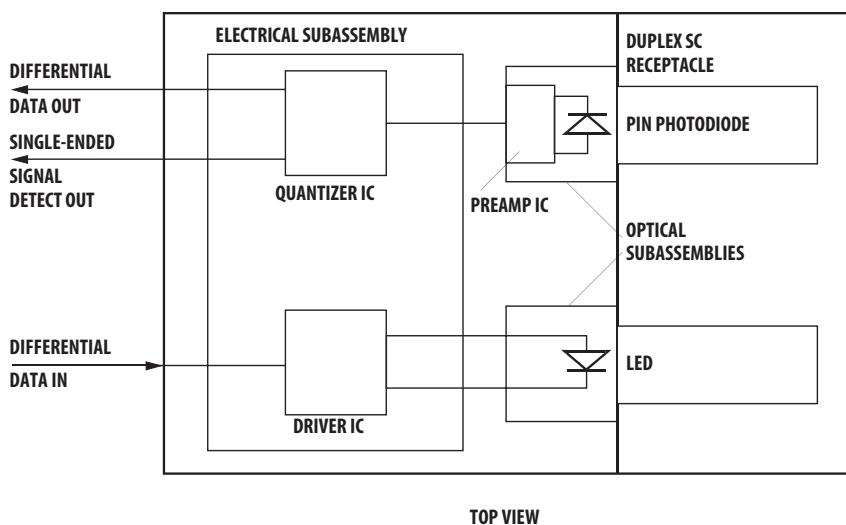 ELECTRICAL SUBASSEMBLY
DUPLEX SC
RECEPTACLE
DIFFERENTIAL
DATA OUT
PIN PHOTODIODE
SINGLE-ENDED
SIGNAL
DETECT OUT
QUANTIZER IC
PREAMP IC
OPTICAL
SUBASSEMBLIES
DIFFERENTIAL
DATA IN
LED
DRIVER IC
TOP VIEW